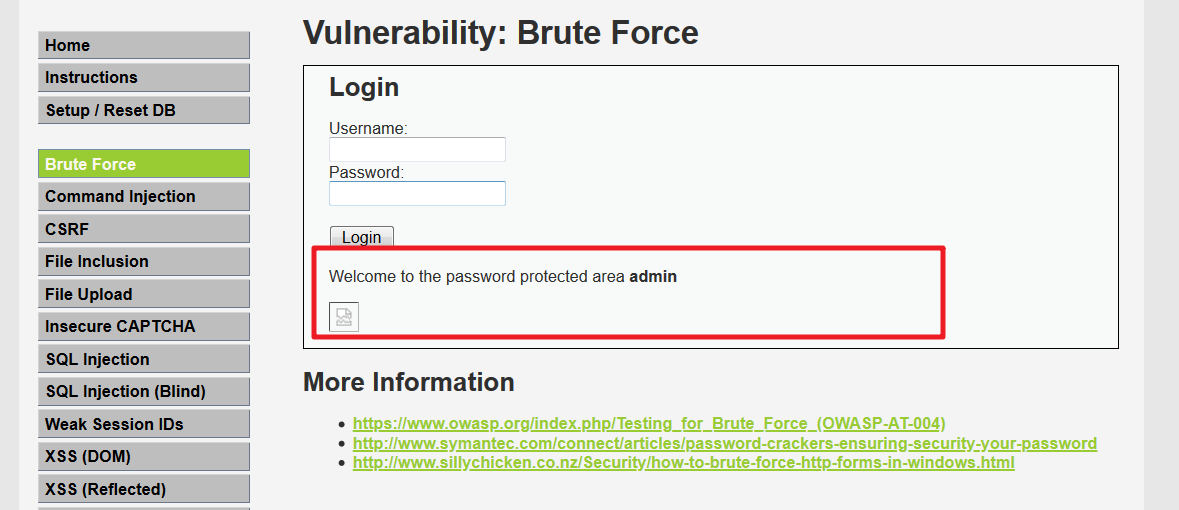 Home
Instructions
Setup / Reset DB
Brute Force
Command Injection
CSRF
File Inclusion
File Upload
Insecure CAPTCHA
SQL Injection
SQL Injection (Blind)
Weak Session IDs
XSS (DOM)
XSS (Reflected)
Vulnerability: Brute Force
Login
Username:
Password:
Login
Welcome to the password protected area admin
More Information
https://www.owasp.org/index.php/Testing_for_Brute_Force_(OWASP-AT-004)
http://www.symantec.com/connect/articles/password-crackers-ensuring-security-your-password
http://www.sillychicken.co.nz/Security/how-to-brute-force-http-forms-in-windows.html